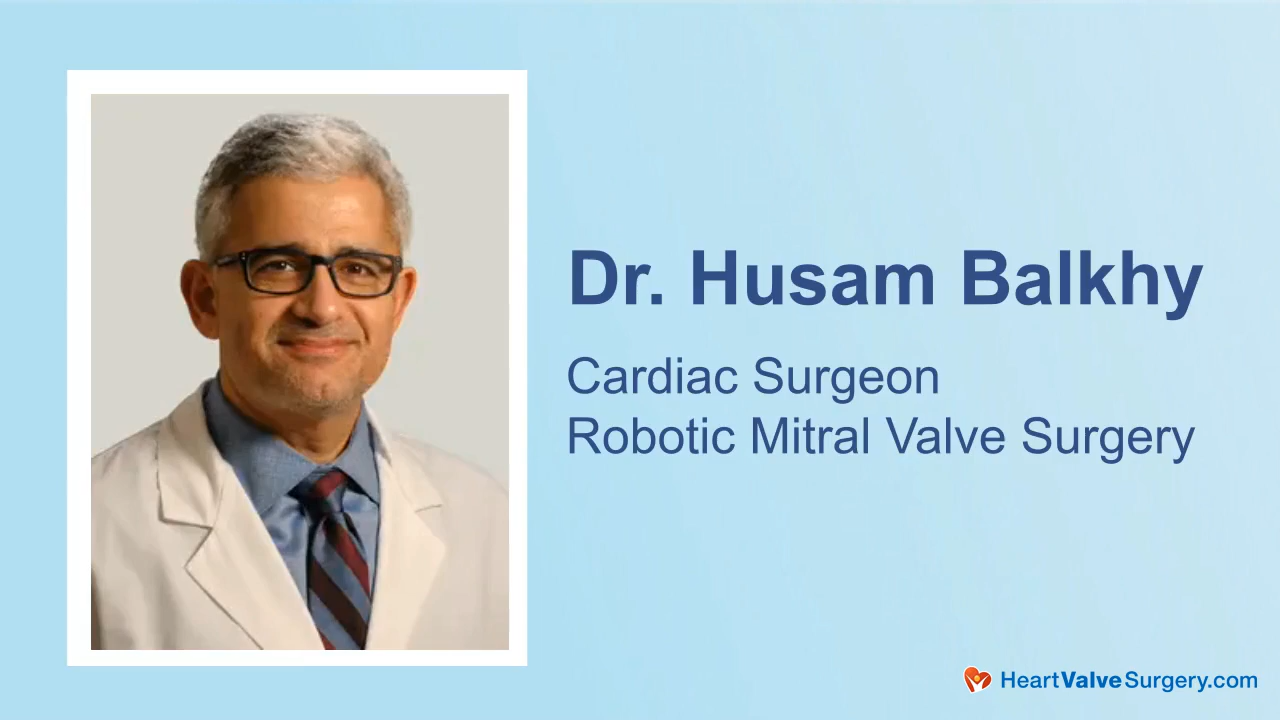 Dr. Husam Balkhy
Cardiac Surgeon
Robotic Mitral Valve Surgery
HeartValveSurgery.com